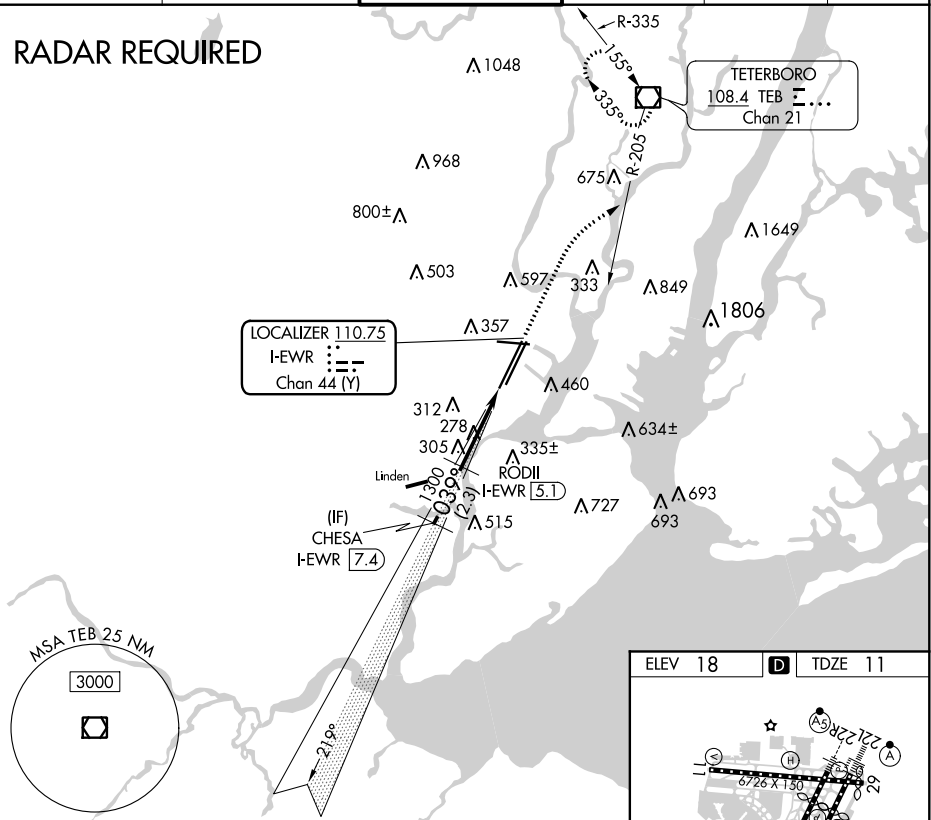 RADAR REQUIRED
R-335
155°
335°
TETERBORO
108.4 TEB
Chan 21
R-205
1048
968
675
800±
1649
503
597
333
849
1806
357
LOCALIZER 110.75
I-EWR
Chan 44 (Y)
460
312
278
634±
305
335±
Linden
RODII
I-EWR 5.1
1300
039°
(2.3)
727
693
693
515
(IF)
CHESA
I-EWR 7.4
219°
MSA TEB 25 NM
3000
ELEV 18
D
TDZE 11
A5
22R
22L
A
V
H
11
6726 X 150
29
P